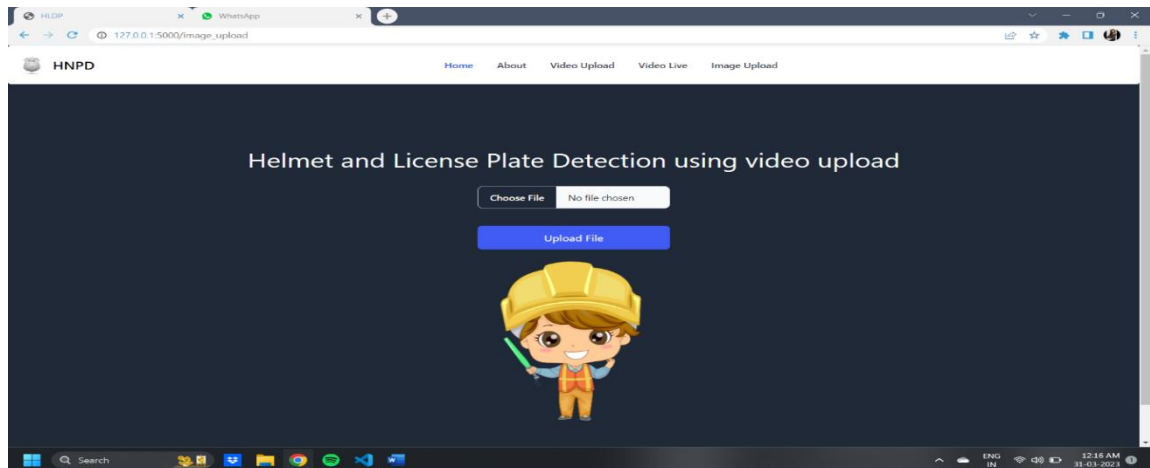 HLDP
WhatsApp
127.0.0.1:5000/image_upload
HNPD
Home About Video Upload Video Live Image Upload
Helmet and License Plate Detection using video upload
Choose File No file chosen
Upload File
Search
ENG
IN
12:16 AM
31-03-2023